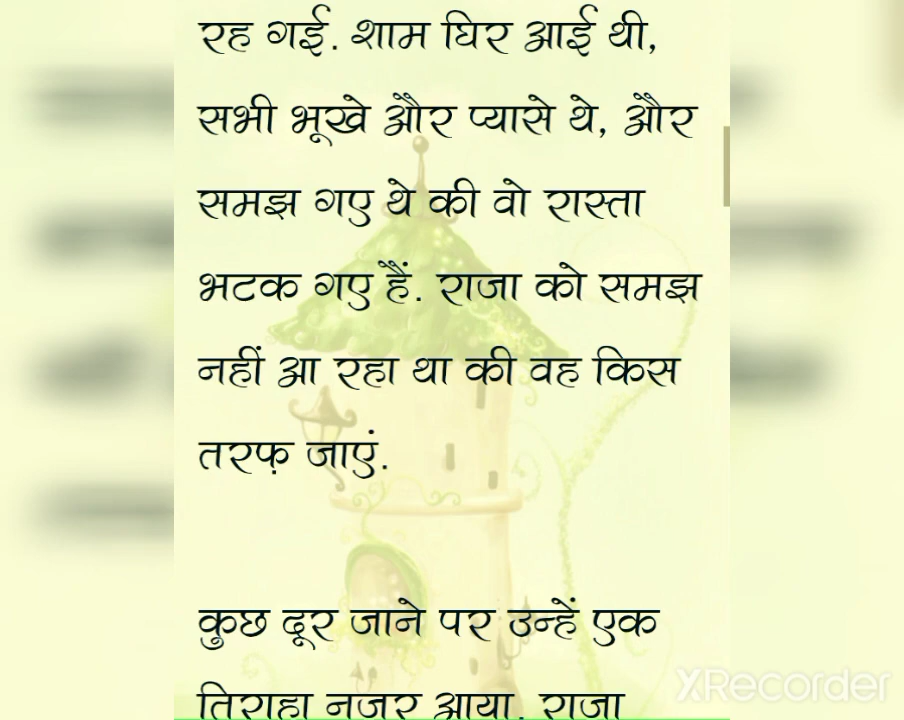 रह गई. शाम घिर आई थी,
सभी भूखे और प्यासे थे, और
समझ गए थे की वो रास्ता
भटक गए हैं. राजा को समझ
नहीं आ रहा था की वह किस
तरफ़ जाएं.
कुछ दूर जाने पर उन्हें एक
तिराहा नजर आया. राजा
XRecorder